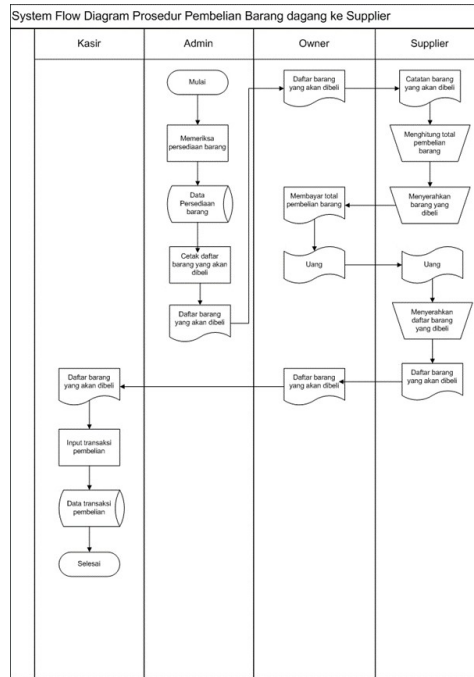 System Flow Diagram Prosedur Pembelian Barang dagang ke Supplier
Kasir
Admin
Owner
Supplier
Mulai
Daftar barang
yang akan dibeli
Catatan barang
yang akan dibeli
Memeriksa
persediaan barang
Menghitung total
pembelian
barang
Data
Persediaan
barang
Membayar total
pembelian barang
Menyerahkan
barang yang
dibeli
Cetak daftar
barang yang akan
dibeli
Uang
Uang
Daftar barang
yang akan dibeli
Menyerahkan
daftar barang
yang dibeli
Daftar barang
yang akan dibeli
Daftar barang
yang akan dibeli
Daftar barang
yang akan dibeli
Input transaksi
pembelian
Data transaksi
pembelian
Selesai